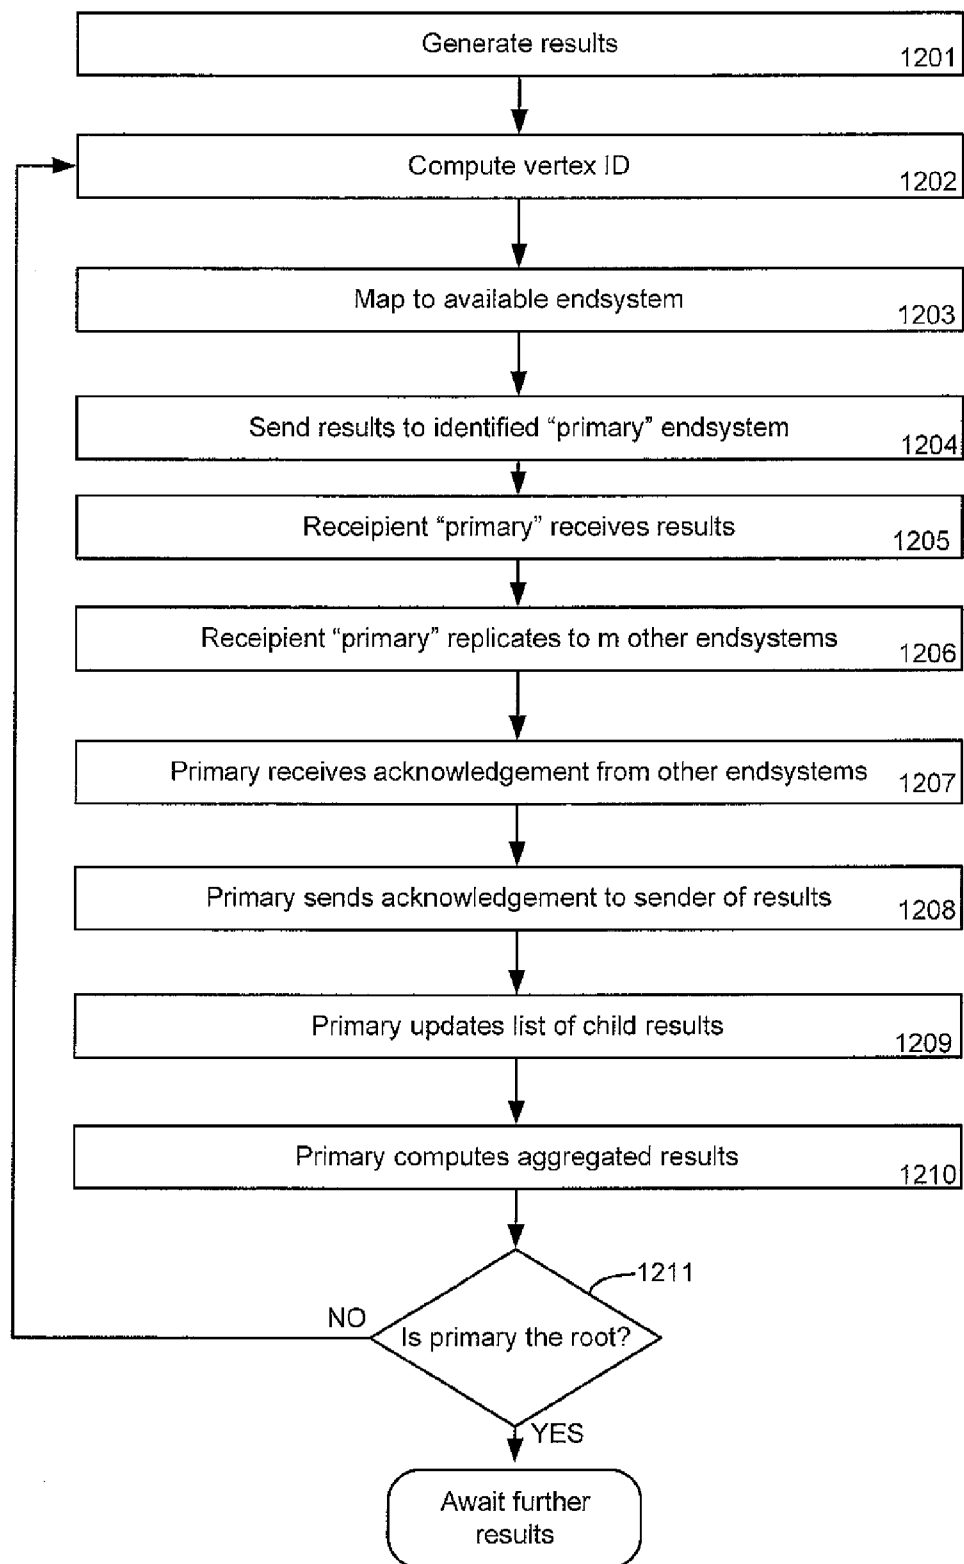 Generate results
1201
Compute vertex ID
1202
Map to available endsystem
1203
Send results to identified “primary” endsystem
1204
Receipient “primary” receives results
1205
Receipient “primary” replicates to m other endsystems
1206
Primary receives acknowledgement from other endsystems
1207
Primary sends acknowledgement to sender of results
1208
Primary updates list of child results
1209
Primary computes aggregated results
1210
1211
NO
Is primary the root?
YES
Await further
results